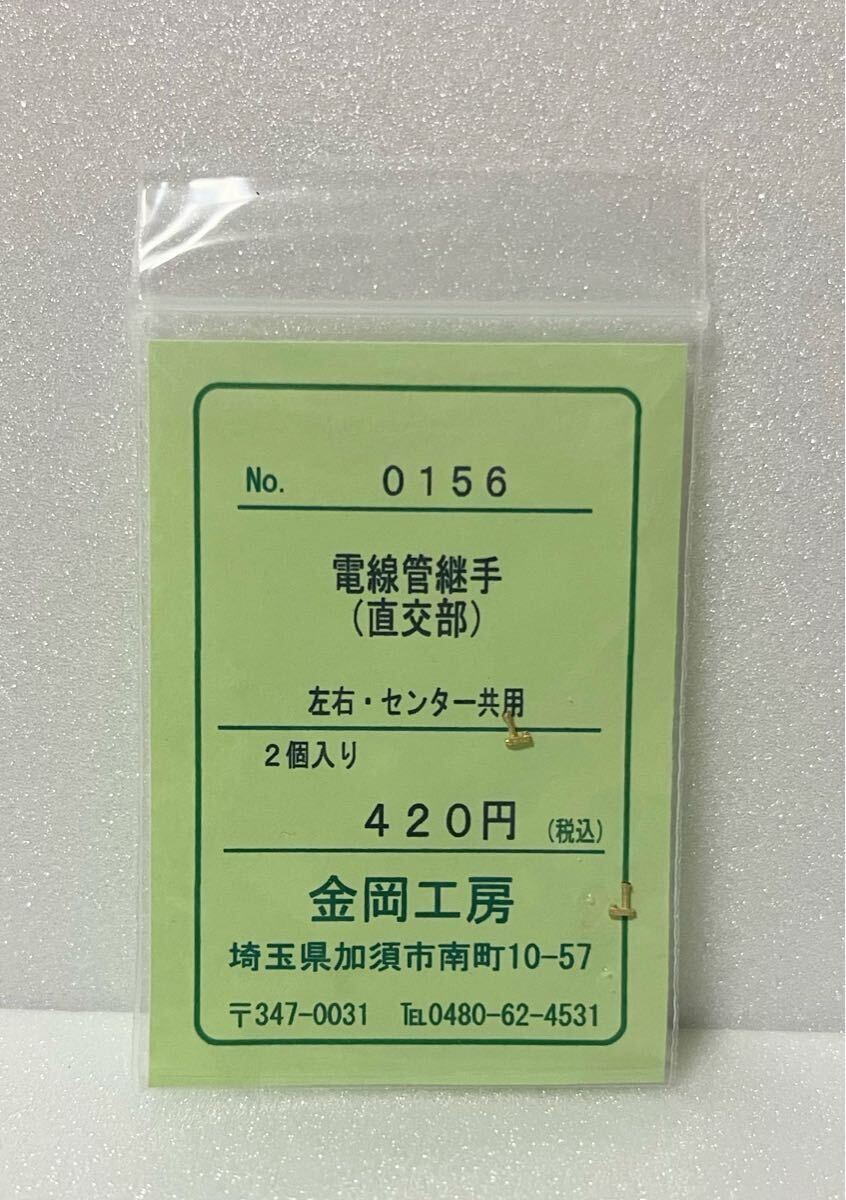 No. 0156
電線管継手
(直交部)
左右・センター共用
2個入り
420円 (税込)
金岡工房
埼玉県加須市南町10-57
〒347-0031 ℡0480-62-4531